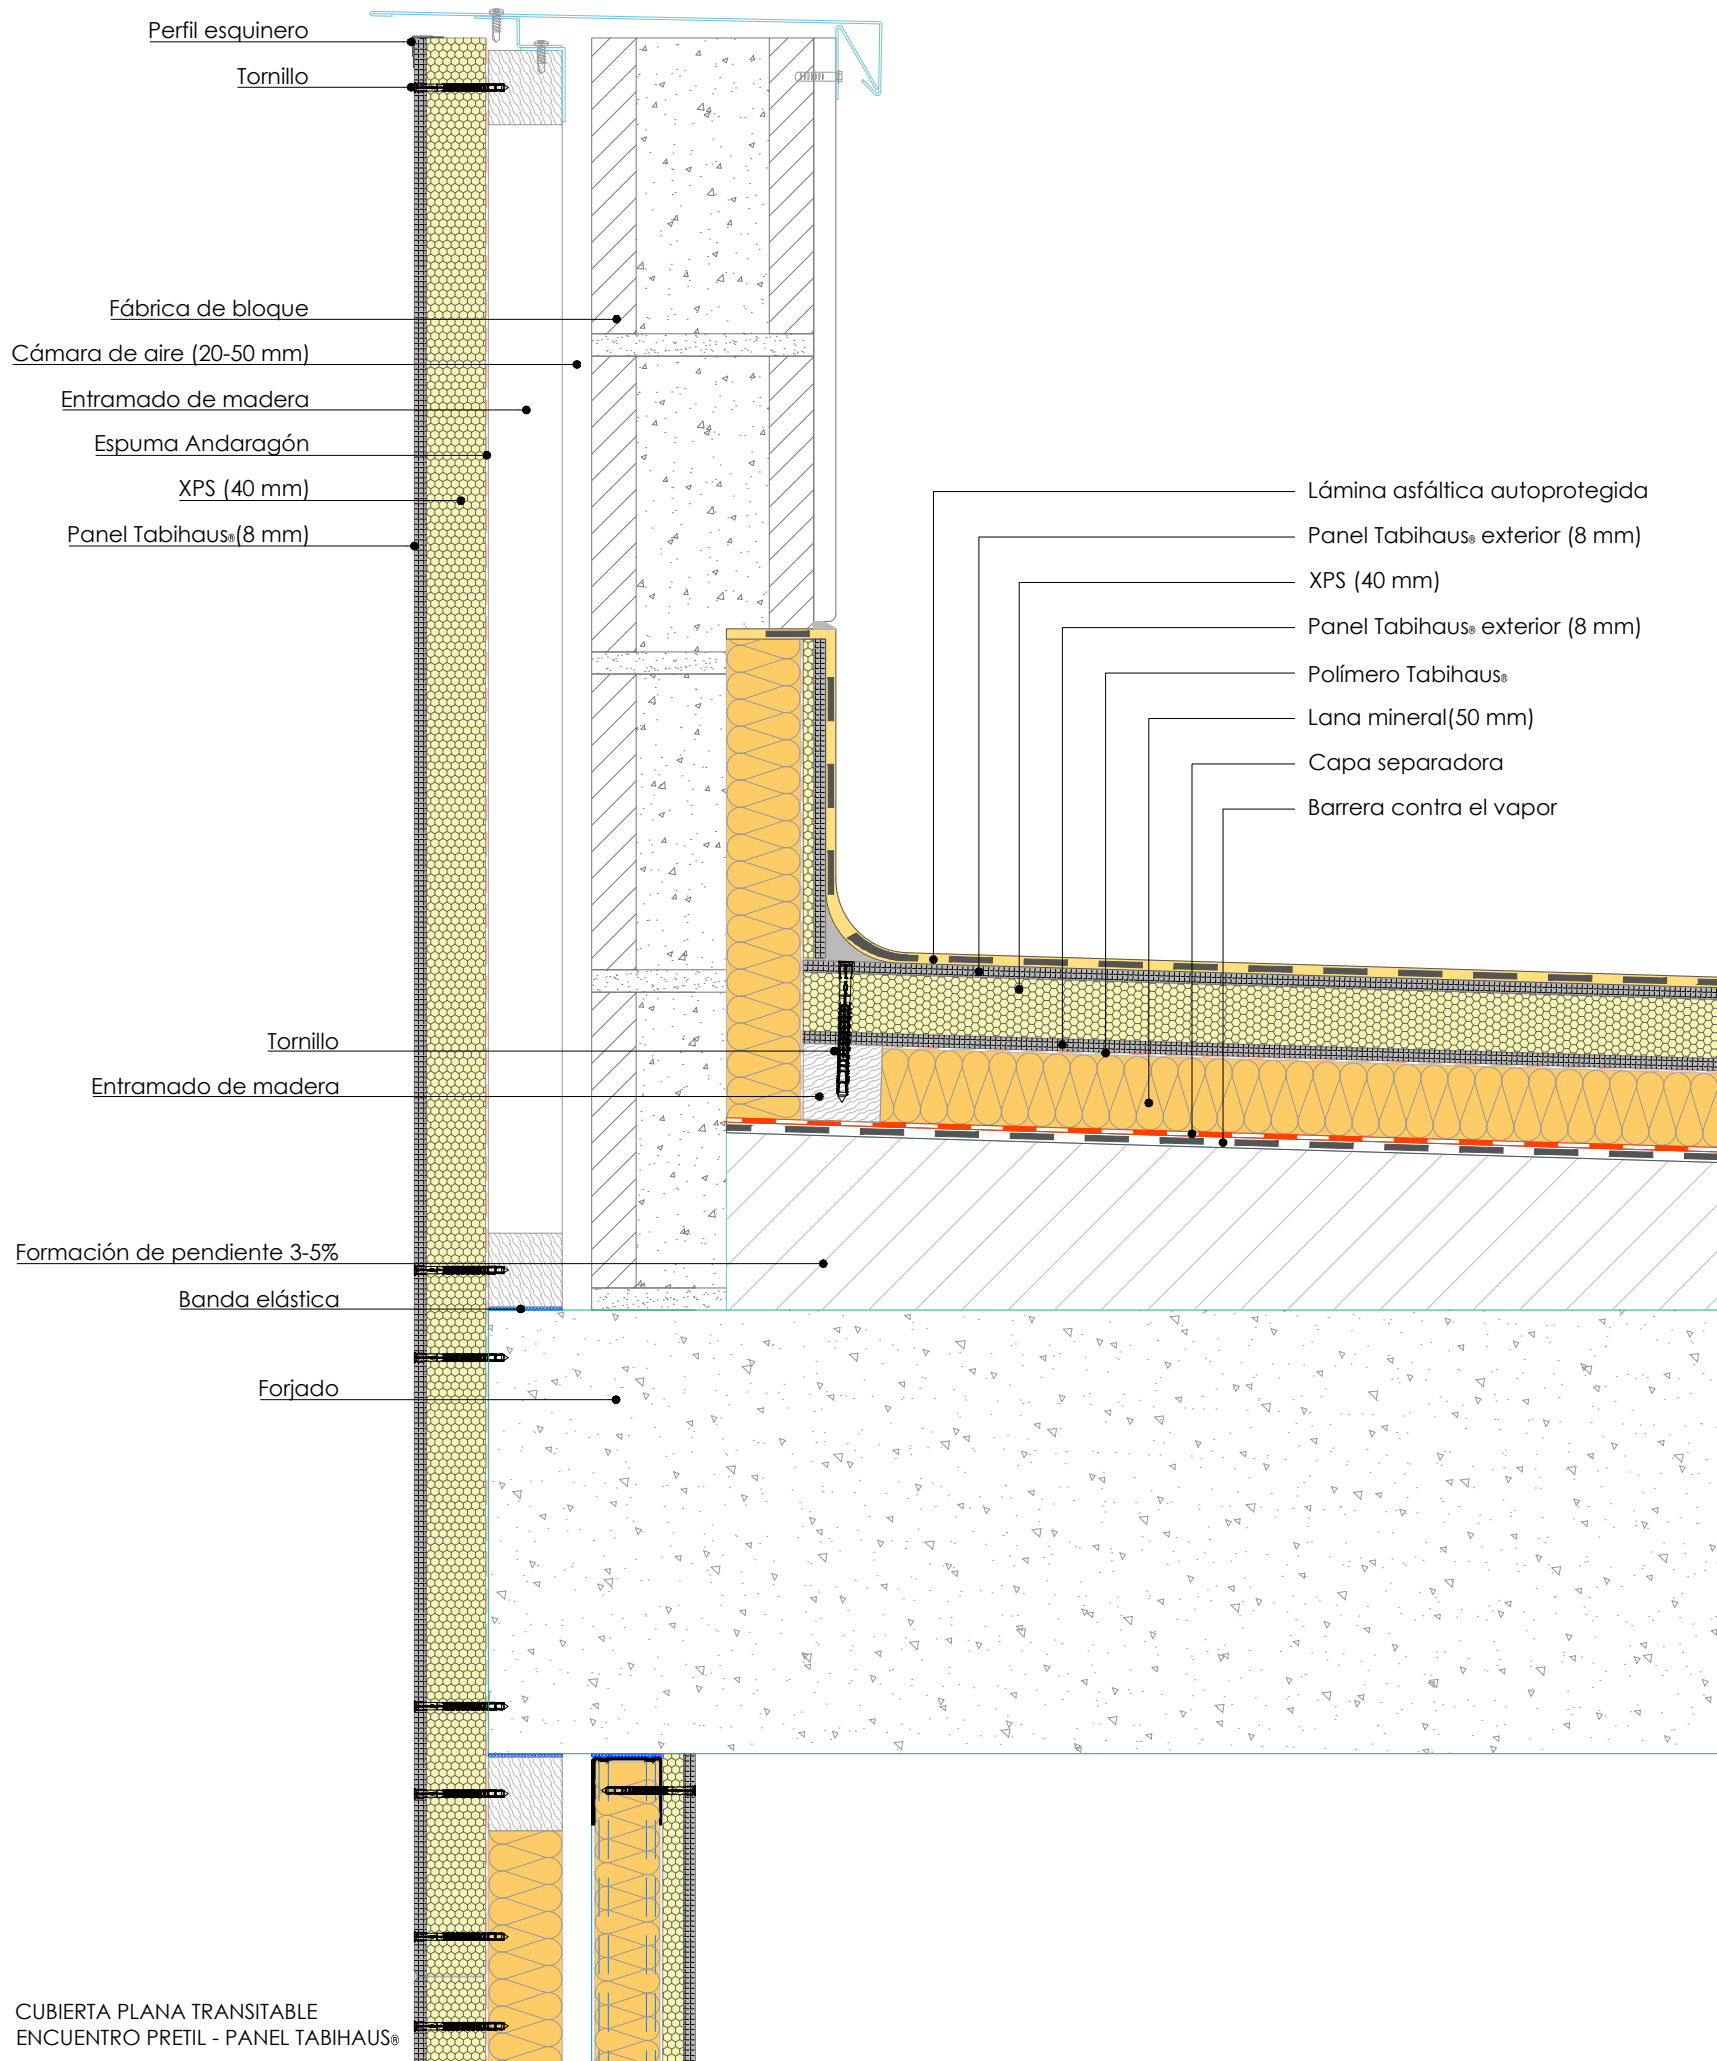 Perfil esquinero
Tornillo
Fábrica de bloque
Cámara de aire (20-50 mm)
Entramado de madera
Espuma Andaragón
XPS (40 mm)
Panel Tabihaus®(8 mm)
Lámina asfáltica autoprotegida
Panel Tabihaus® exterior (8 mm)
XPS (40 mm)
Panel Tabihaus® exterior (8 mm)
Polímero Tabihaus®
Lana mineral(50 mm)
Capa separadora
Barrera contra el vapor
Tornillo
Entramado de madera
Formación de pendiente 3-5%
Banda elástica
Forjado
CUBIERTA PLANA TRANSITABLE
ENCUENTRO PRETIL - PANEL TABIHAUS®